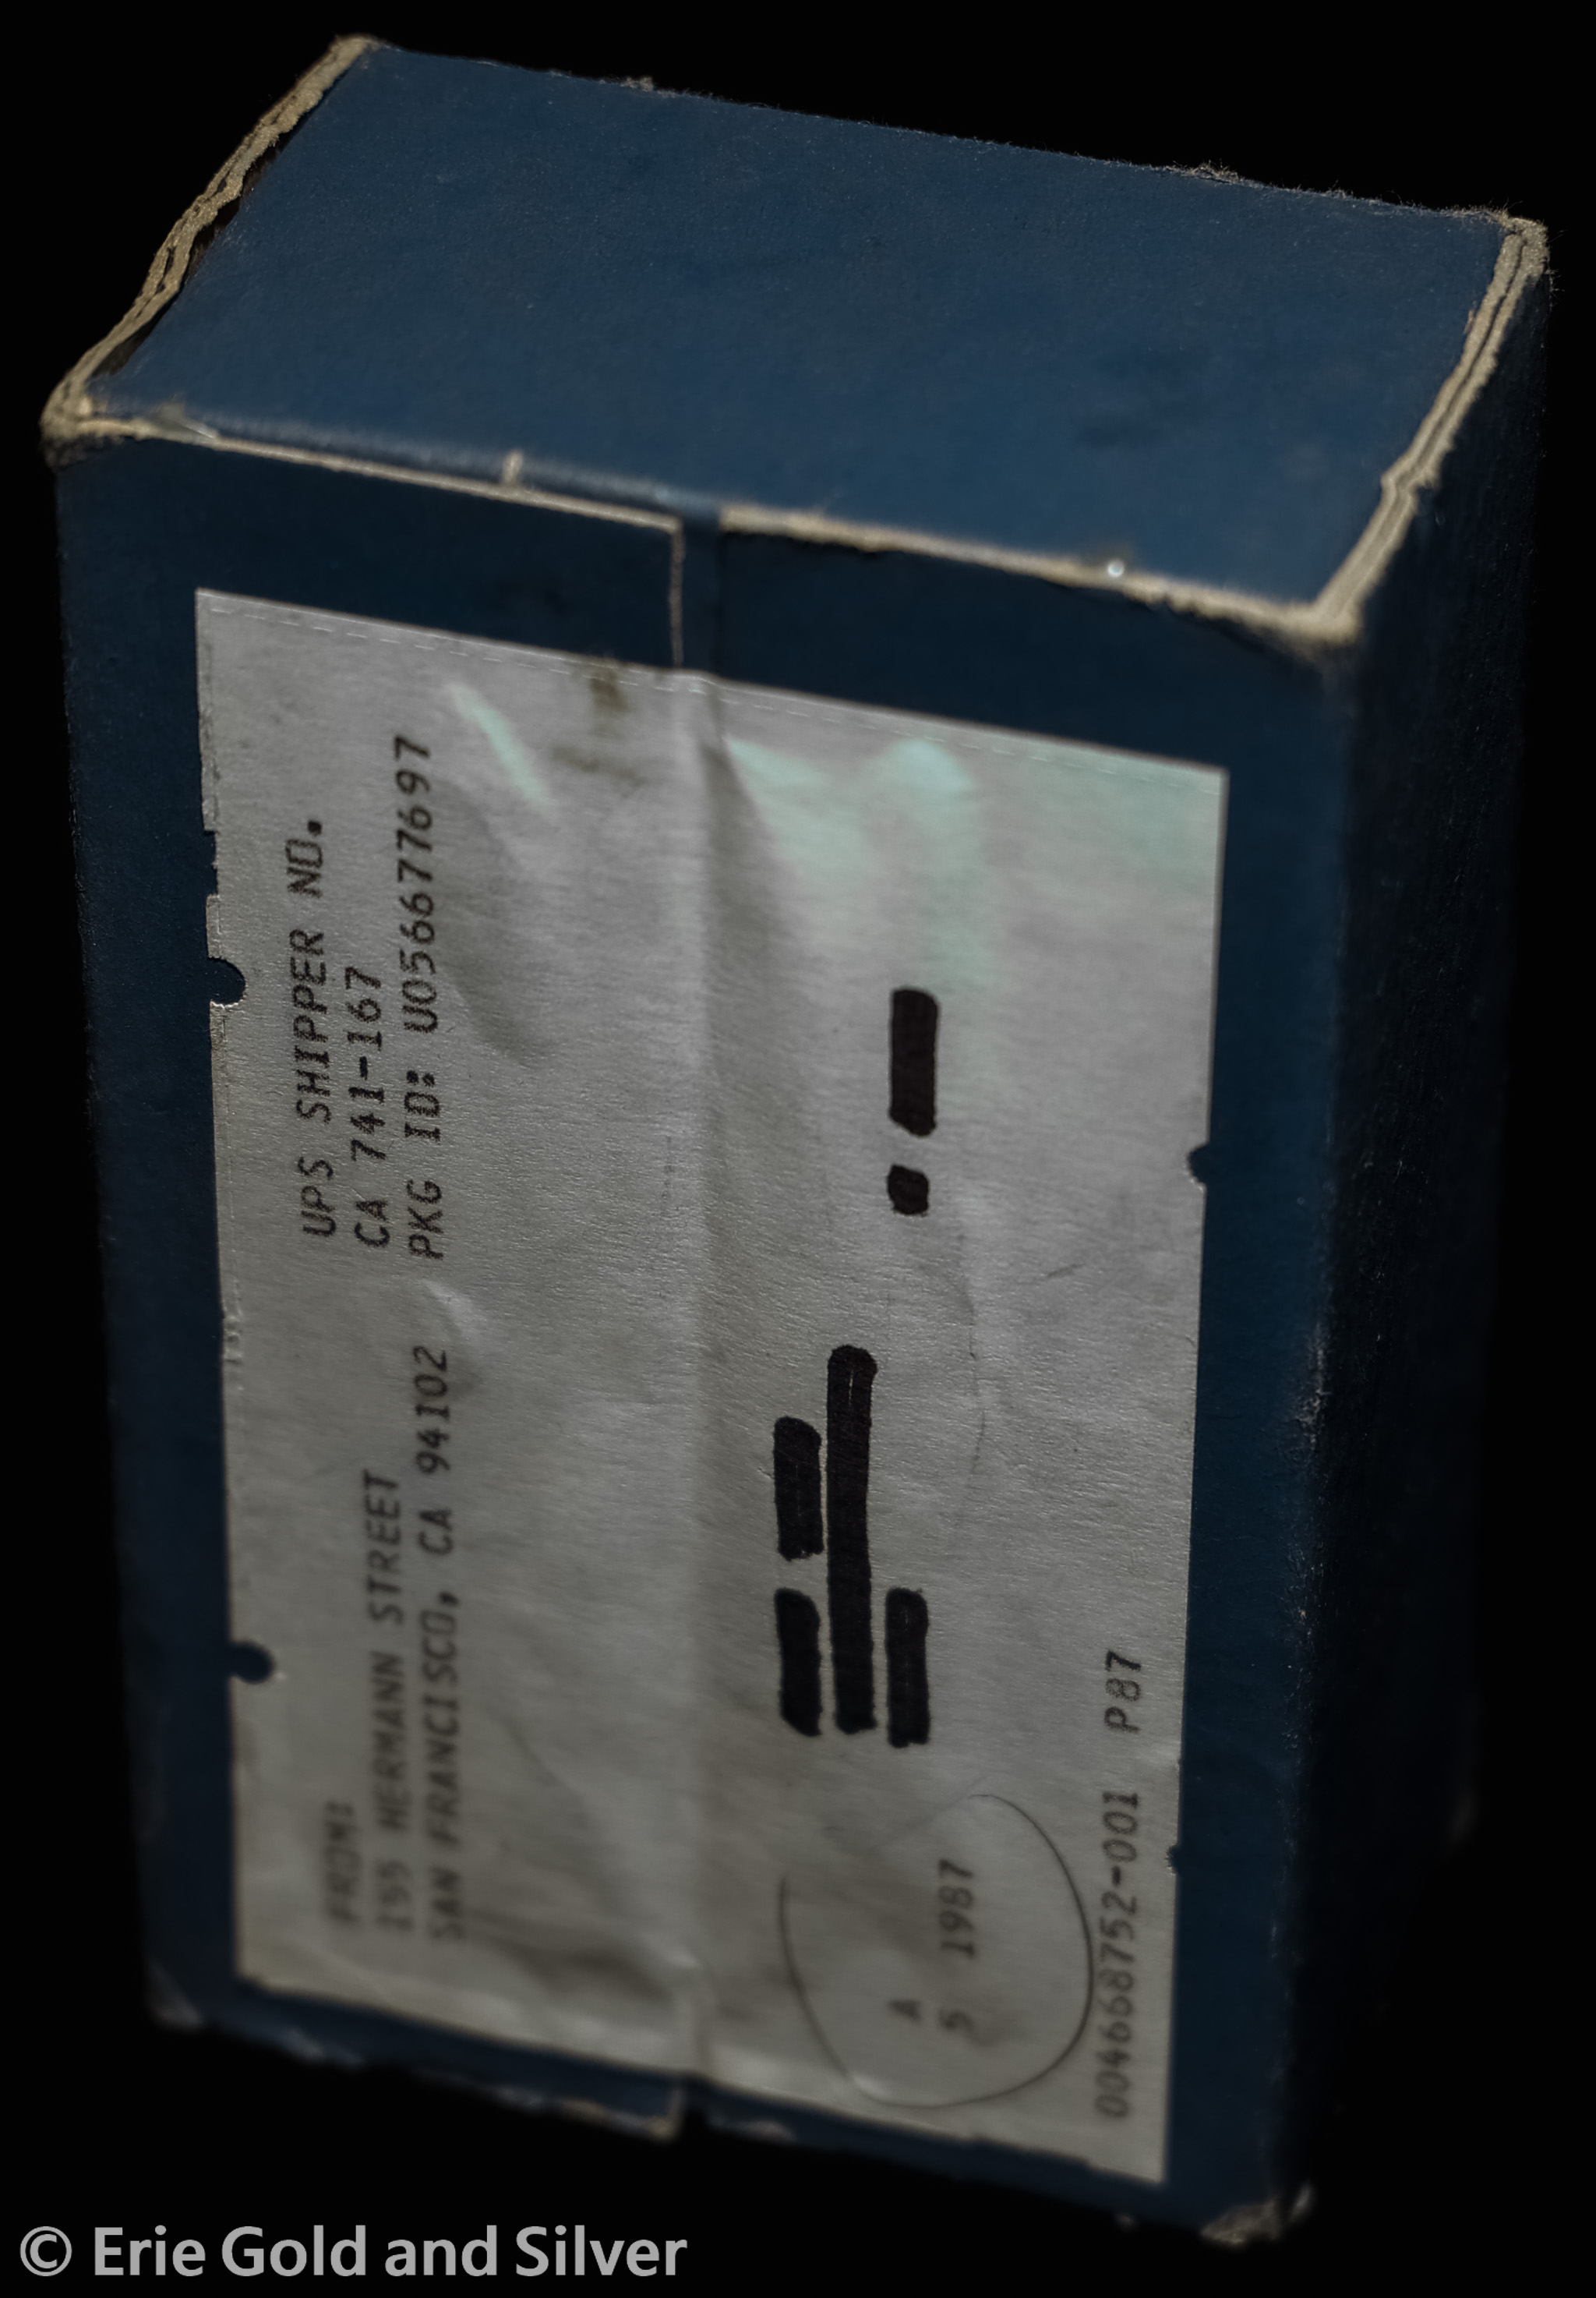 UPS SHIPPER NO.
CA 741-167
PKG ID: U0566777697
FROM:
155 HERMANN STREET
SAN FRANCISCO, CA 94102
A
5 1987
004668752-001 P87
© Erie Gold and Silver